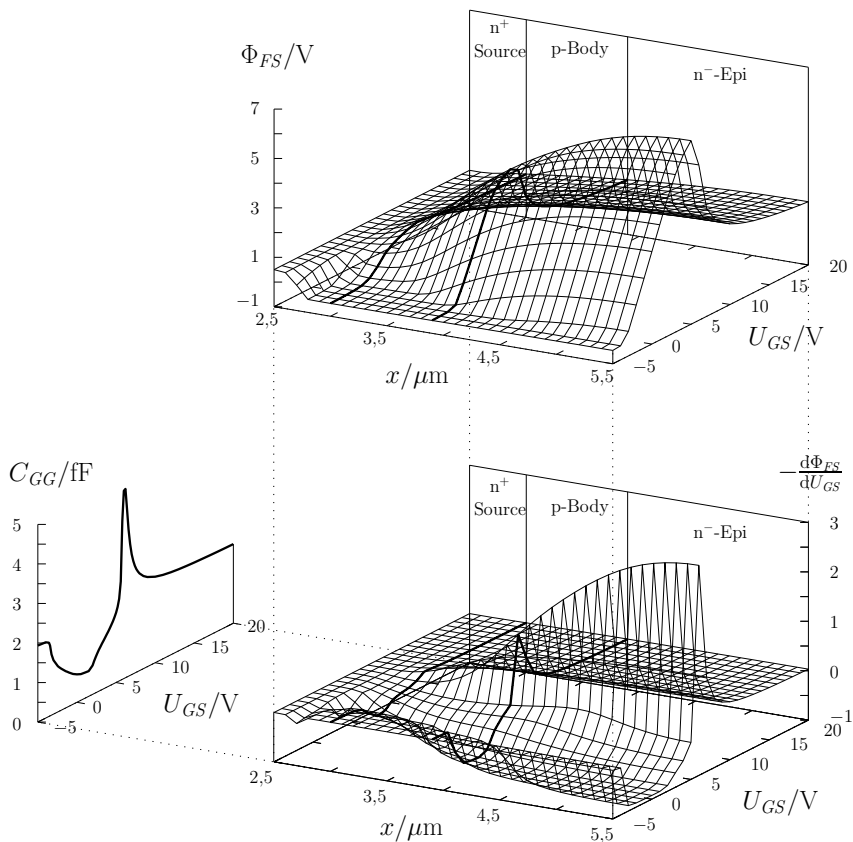 Φ_FS/V
n⁺
Source
p-Body
n⁻-Epi
7
5
3
1
−1
2,5
3,5
4,5
5,5
x/μm
−5
0
5
10
15
20
U_GS/V
C_GG/fF
5
4
3
2
1
0
−5
0
5
10
15
20
U_GS/V
n⁺
Source
p-Body
n⁻-Epi
−dΦ_FS/dU_GS
3
2
1
0
−1
2,5
3,5
4,5
5,5
x/μm
−5
0
5
10
15
20
U_GS/V